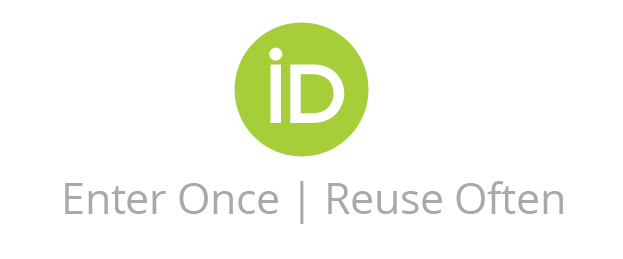 iD
Enter Once | Reuse Often